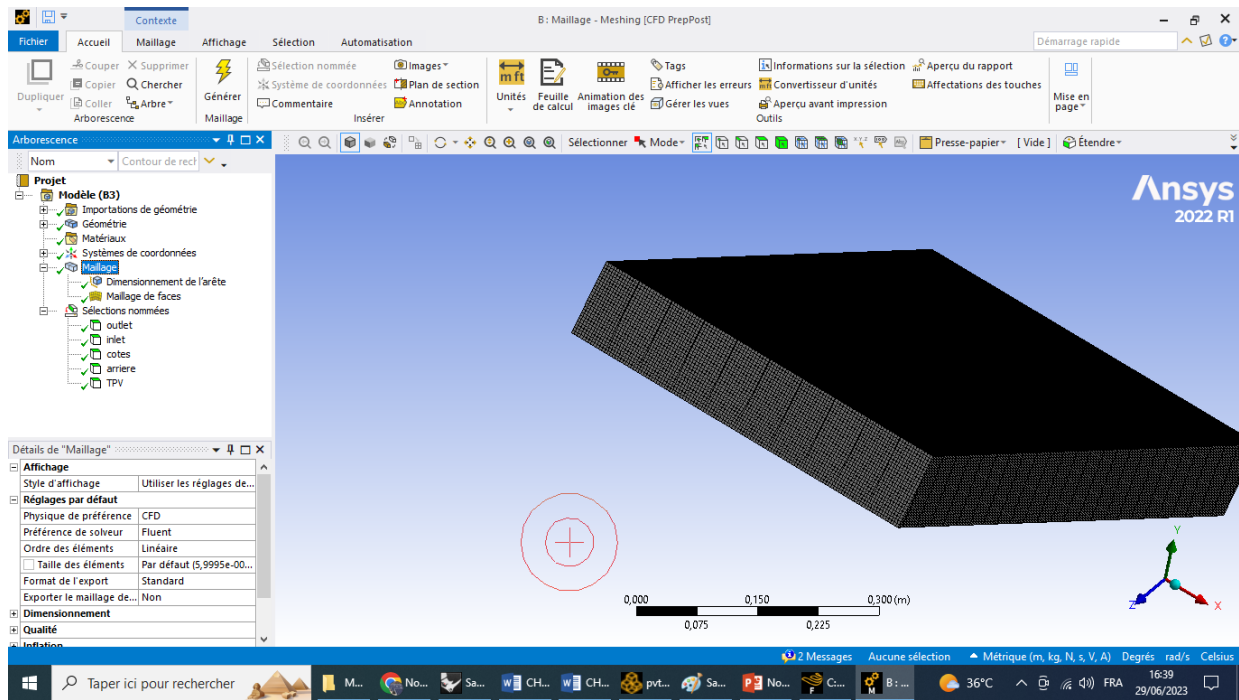 Contexte
B : Maillage - Meshing [CFD PrepPost]
Fichier Accueil Maillage Affichage Sélection Automatisation Démarrage rapide
Dupliquer
Couper Supprimer
Copier Chercher
Coller Arbre
Arborescence
Générer
Maillage
Sélection nommée Images
Système de coordonnées Plan de section
Commentaire Annotation
Insérer
m ft
Unités
Feuille de calcul
Animation des images clé
Tags
Afficher les erreurs
Gérer les vues
Informations sur la sélection Aperçu du rapport
Convertisseur d'unités Affectations des touches
Aperçu avant impression
Outils
Mise en page
Arborescence
Sélectionner Mode Presse-papier [ Vide ] Étendre
Nom Contour de rech
Projet
Modèle (B3)
Importations de géométrie
Géométrie
Matériaux
Systèmes de coordonnées
Maillage
Dimensionnement de l'arête
Maillage de faces
Sélections nommées
outlet
inlet
cotes
arriere
TPV
Ansys
2022 R1
Détails de "Maillage"
Affichage
Style d'affichage Utiliser les réglages de...
Réglages par défaut
Physique de préférence CFD
Préférence de solveur Fluent
Ordre des éléments Linéaire
Taille des éléments Par défaut (5,9995e-00...
Format de l'export Standard
Exporter le maillage de... Non
Dimensionnement
Qualité
Inflation
0,000 0,150 0,300 (m)
0,075 0,225
Y
Z X
2 Messages Aucune sélection Métrique (m, kg, N, s, V, A) Degrés rad/s Celsius
Taper ici pour rechercher M... No... Sa... CH... CH... pvt... Sa... No... C:... B : ... 36°C FRA 16:39
29/06/2023